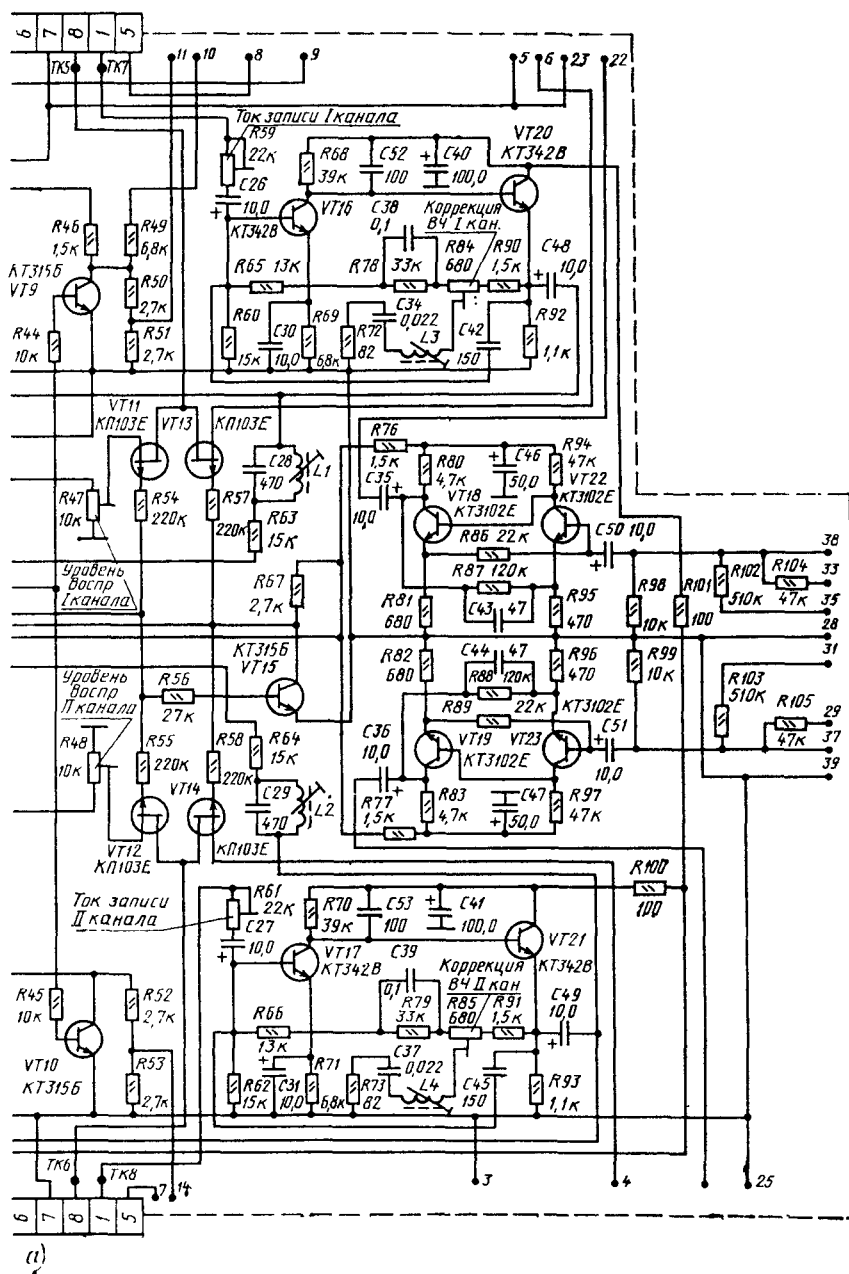 6 7 8 1 5
ТК5 ТК7 11 10 8 9 5 6 23 22
Ток записи I канала
R59
22к
R68
39к
C52
100
C40
100,0
VT20
КТ342В
C26
10,0
VT16
КТ342В
C38
0,1
Коррекция
ВЧ I кан.
R46
1,5к
R49
6,8к
КТ315Б
VT9
R50
2,7к
R51
2,7к
R44
10к
R65 13к
R78
33к
R84
680
R90
1,5к
C48
10,0
R60
15к
C30
10,0
R69
6,8к
R72
82
C34
0,022
L3
C42
150
R92
1,1к
VT11
КП103Е
VT13
КП103Е
R47
10к
R54
220к
R57
220к
C28
470
L1
R63
15к
R76
1,5к
C35
10,0
R80
4,7к
C46
50,0
R94
47к
VT18
КТ3102Е
VT22
КТ3102Е
C50 10,0
R86 22к
R87 120к
Уровень
воспр
I канала
R67
2,7к
R81
680
C43 47
R95
470
R98
10к
R101
100
R102
510к
R104
47к
38
33
35
28
31
29
37
39
КТ315Б
VT15
Уровень
воспр
II канала
R56
27к
R82
680
C44 47
R88 120к
R96
470
R99
10к
R103
510к
R105
47к
R89 22к
КТ3102Е
R48
10к
R55
220к
R58
220к
R64
15к
C36
10,0
VT19
КТ3102Е
VT23
C51
10,0
VT14
C29
470
L2
R77
1,5к
R83
4,7к
C47
50,0
R97
47к
VT12
КП103Е
КП103Е
Ток записи
II канала
R61
22к
C27
10,0
R70
39к
C53
100
C41
100,0
R100
100
VT21
КТ342В
VT17
КТ342В
C39
0,1
Коррекция
ВЧ II кан
R45
10к
R52
2,7к
R66
13к
R79
33к
R85
680
R91
1,5к
C49
10,0
VT10
КТ315Б
R53
2,7к
R62
15к
C31
10,0
R71
6,8к
R73
82
C37
0,022
L4
C45
150
R93
1,1к
ТК6 ТК8 7 14 3 4 25
6 7 8 1 5
а)